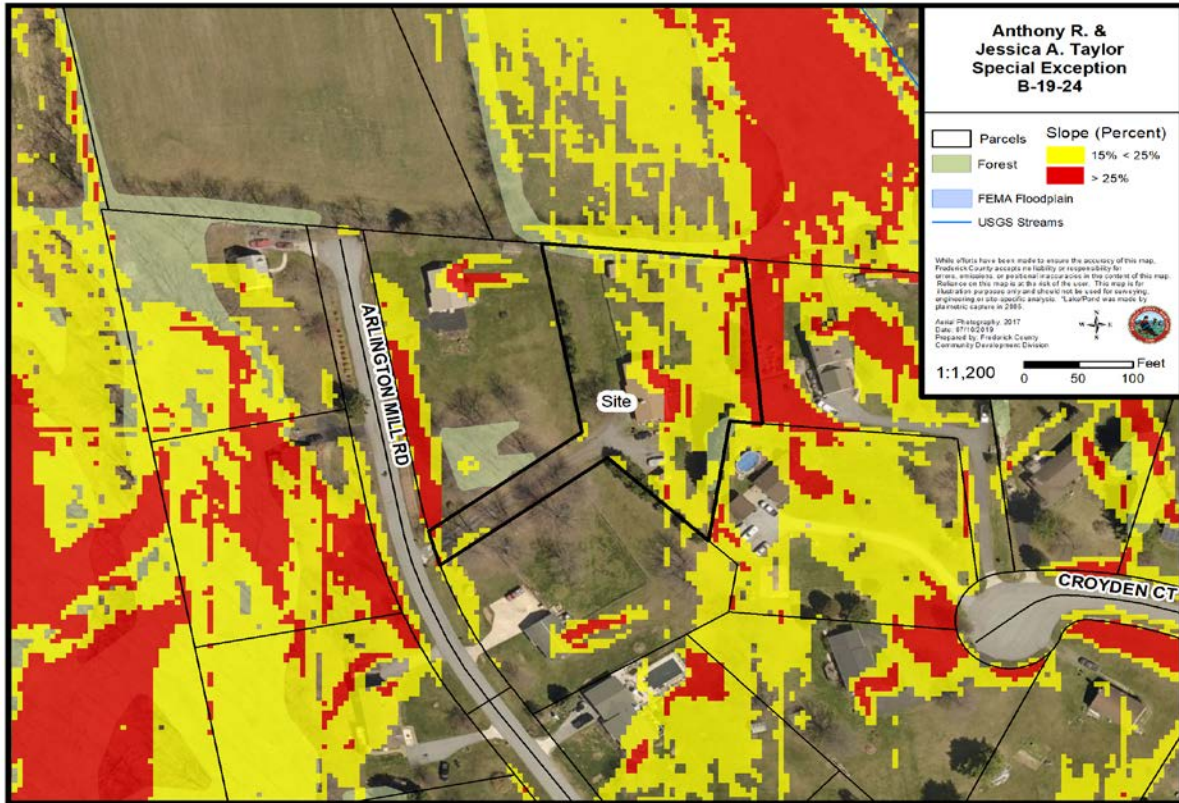 Anthony R. &
Jessica A. Taylor
Special Exception
B-19-24
Parcels
Forest
FEMA Floodplain
USGS Streams
Slope (Percent)
15% < 25%
> 25%
While efforts have been made to ensure the accuracy of this map,
Frederick County accepts no liability or responsibility for
errors, omissions, or positional inaccuracies in the content of this map.
Reliance on this map is at the risk of the user. This map is for
illustration purposes only and should not be used for surveying,
engineering or site-specific analysis. *Lake/Pond was made by
planimetric capture in 2005.
Aerial Photography: 2017
Date: 07/10/2019
Prepared by: Frederick County
Community Development Division
N
W
E
S
1:1,200
0 50 100
Feet
ARLINGTON MILL RD
Site
CROYDEN CT